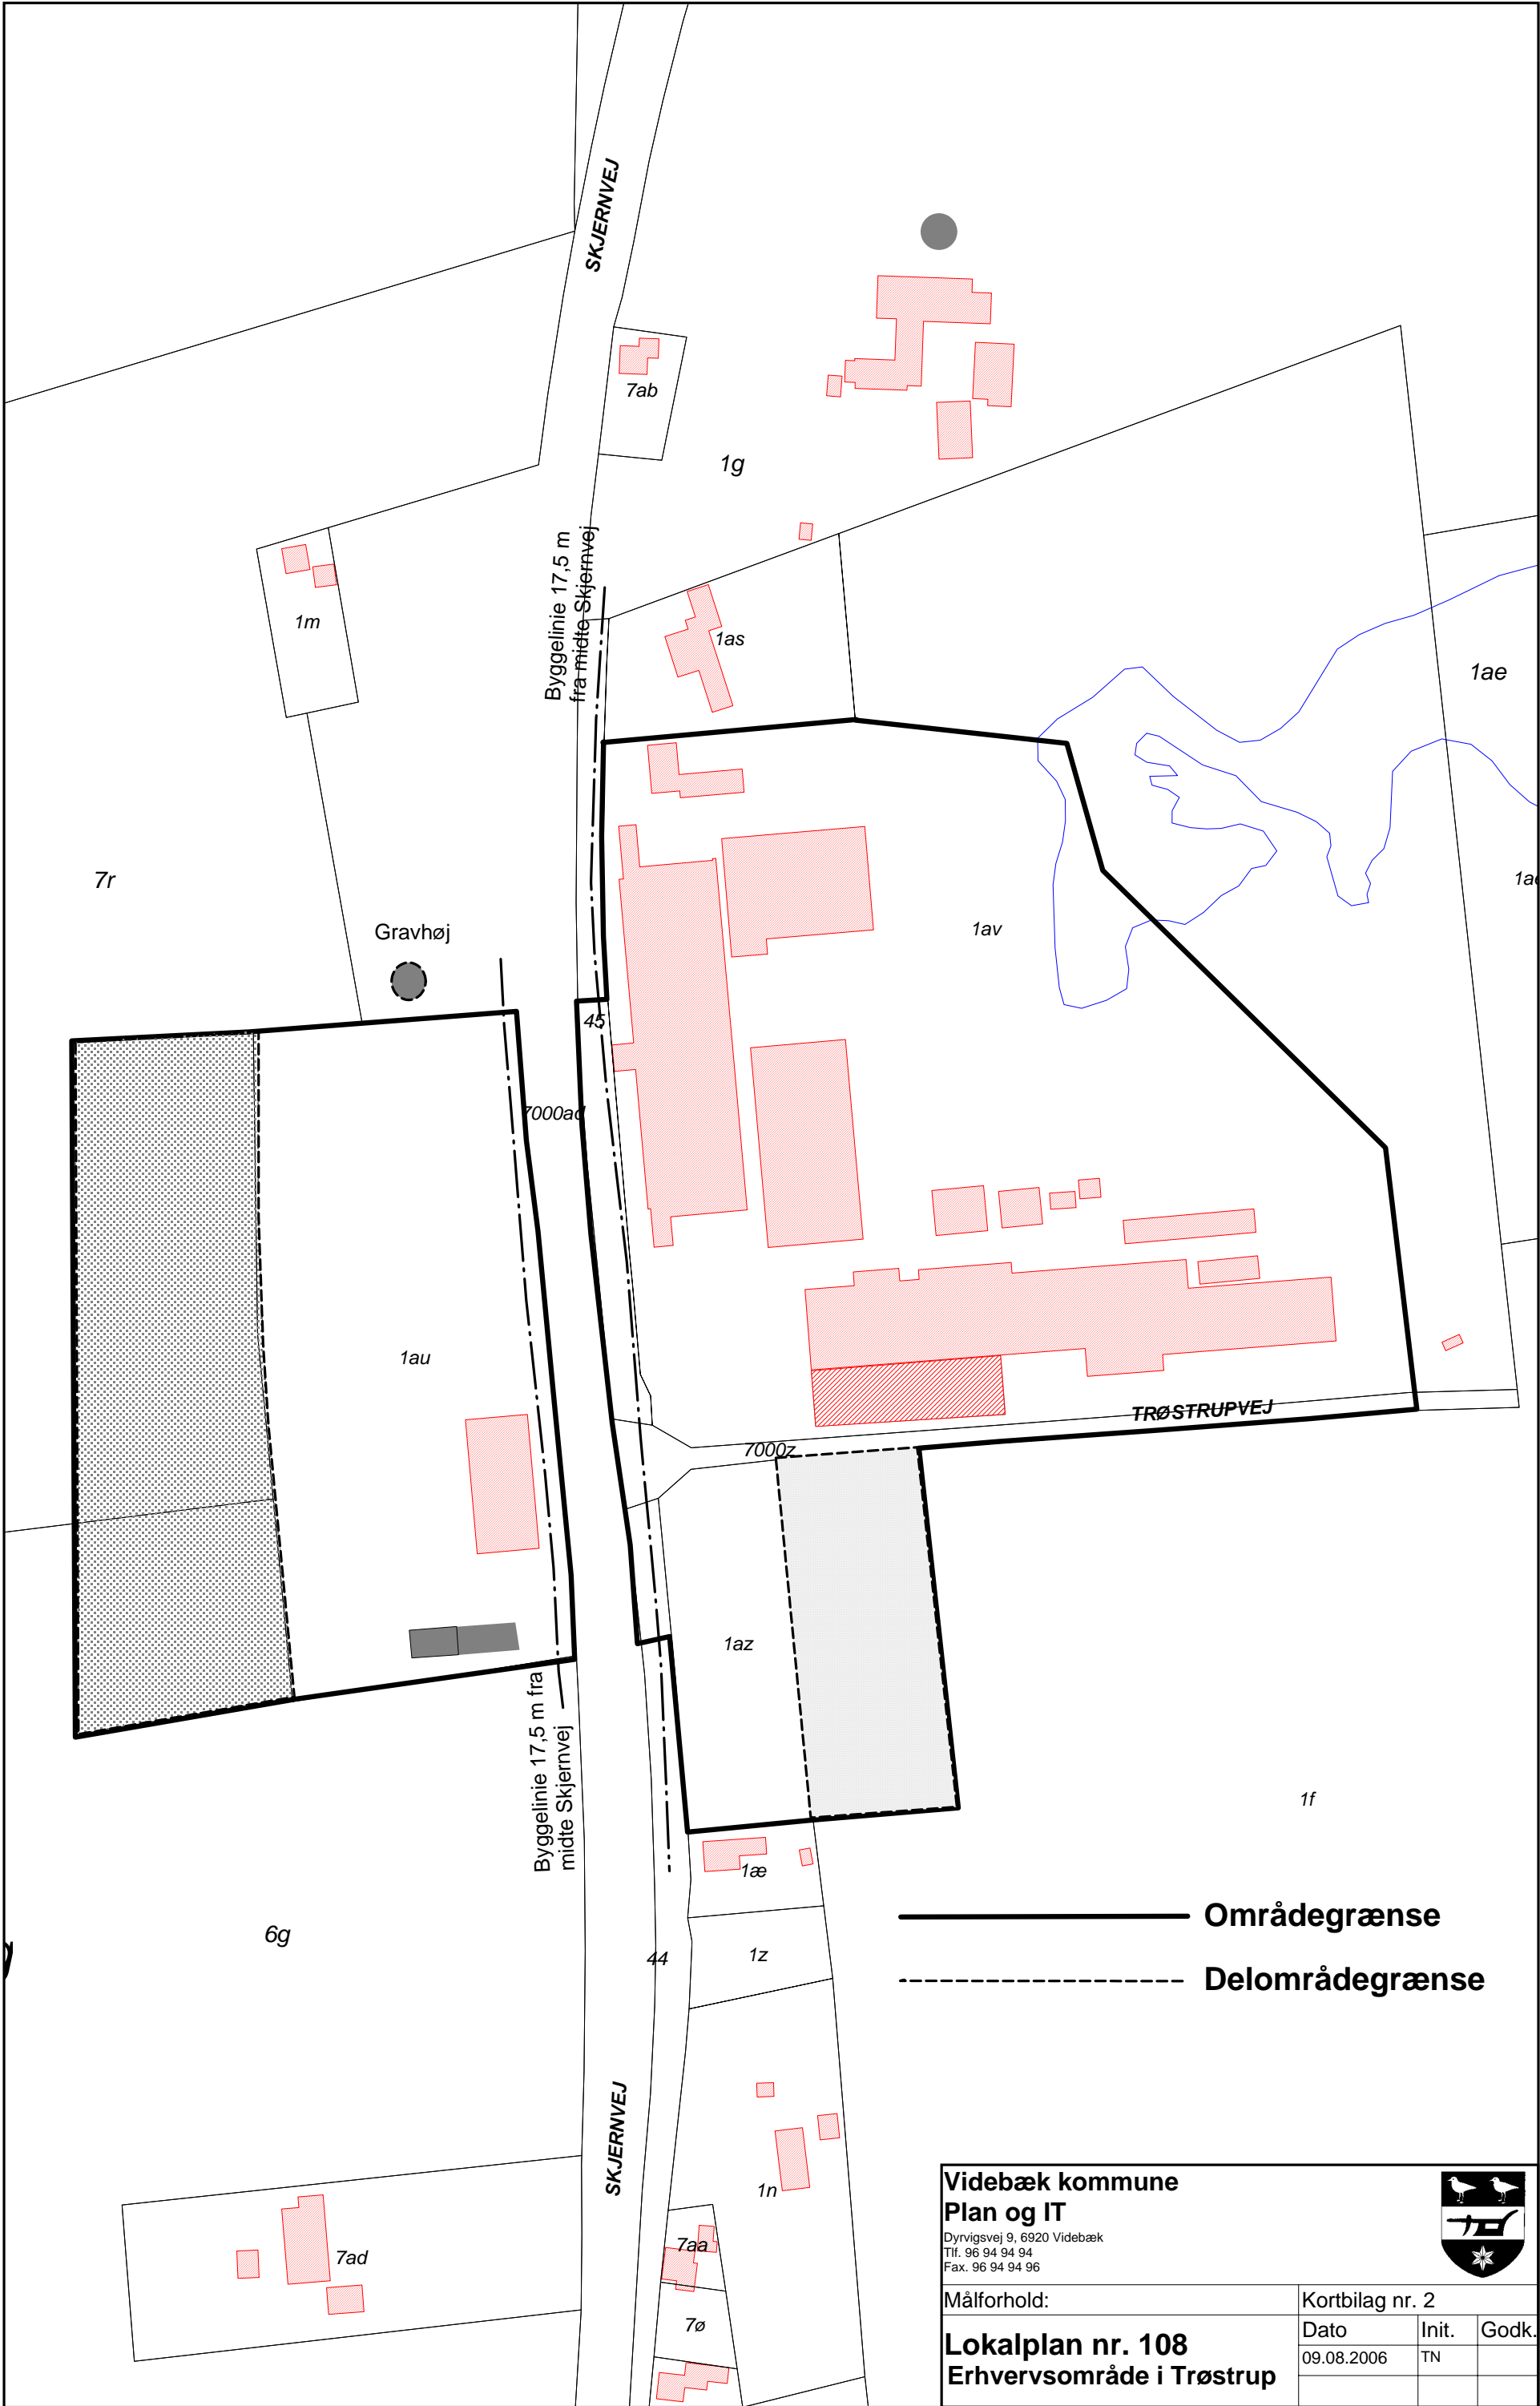 SKJERNVEJ
7ab
1g
Byggelinie 17,5 m
fra midte Skjernvej
1m
1as
1ae
7r
1ae
Gravhøj
1av
45
7000ad
1au
TRØSTRUPVEJ
7000z
1az
Byggelinie 17,5 m fra
midte Skjernvej
1f
1æ
Områdegrænse
6g
44
1z
Delområdegrænse
SKJERNVEJ
1n
7aa
7ad
7ø
Videbæk kommune
Plan og IT
Dyrvigsvej 9, 6920 Videbæk
Tlf. 96 94 94 94
Fax. 96 94 94 96
Målforhold:
Kortbilag nr. 2
Lokalplan nr. 108
Erhvervsområde i Trøstrup
Dato Init. Godk.
09.08.2006 TN